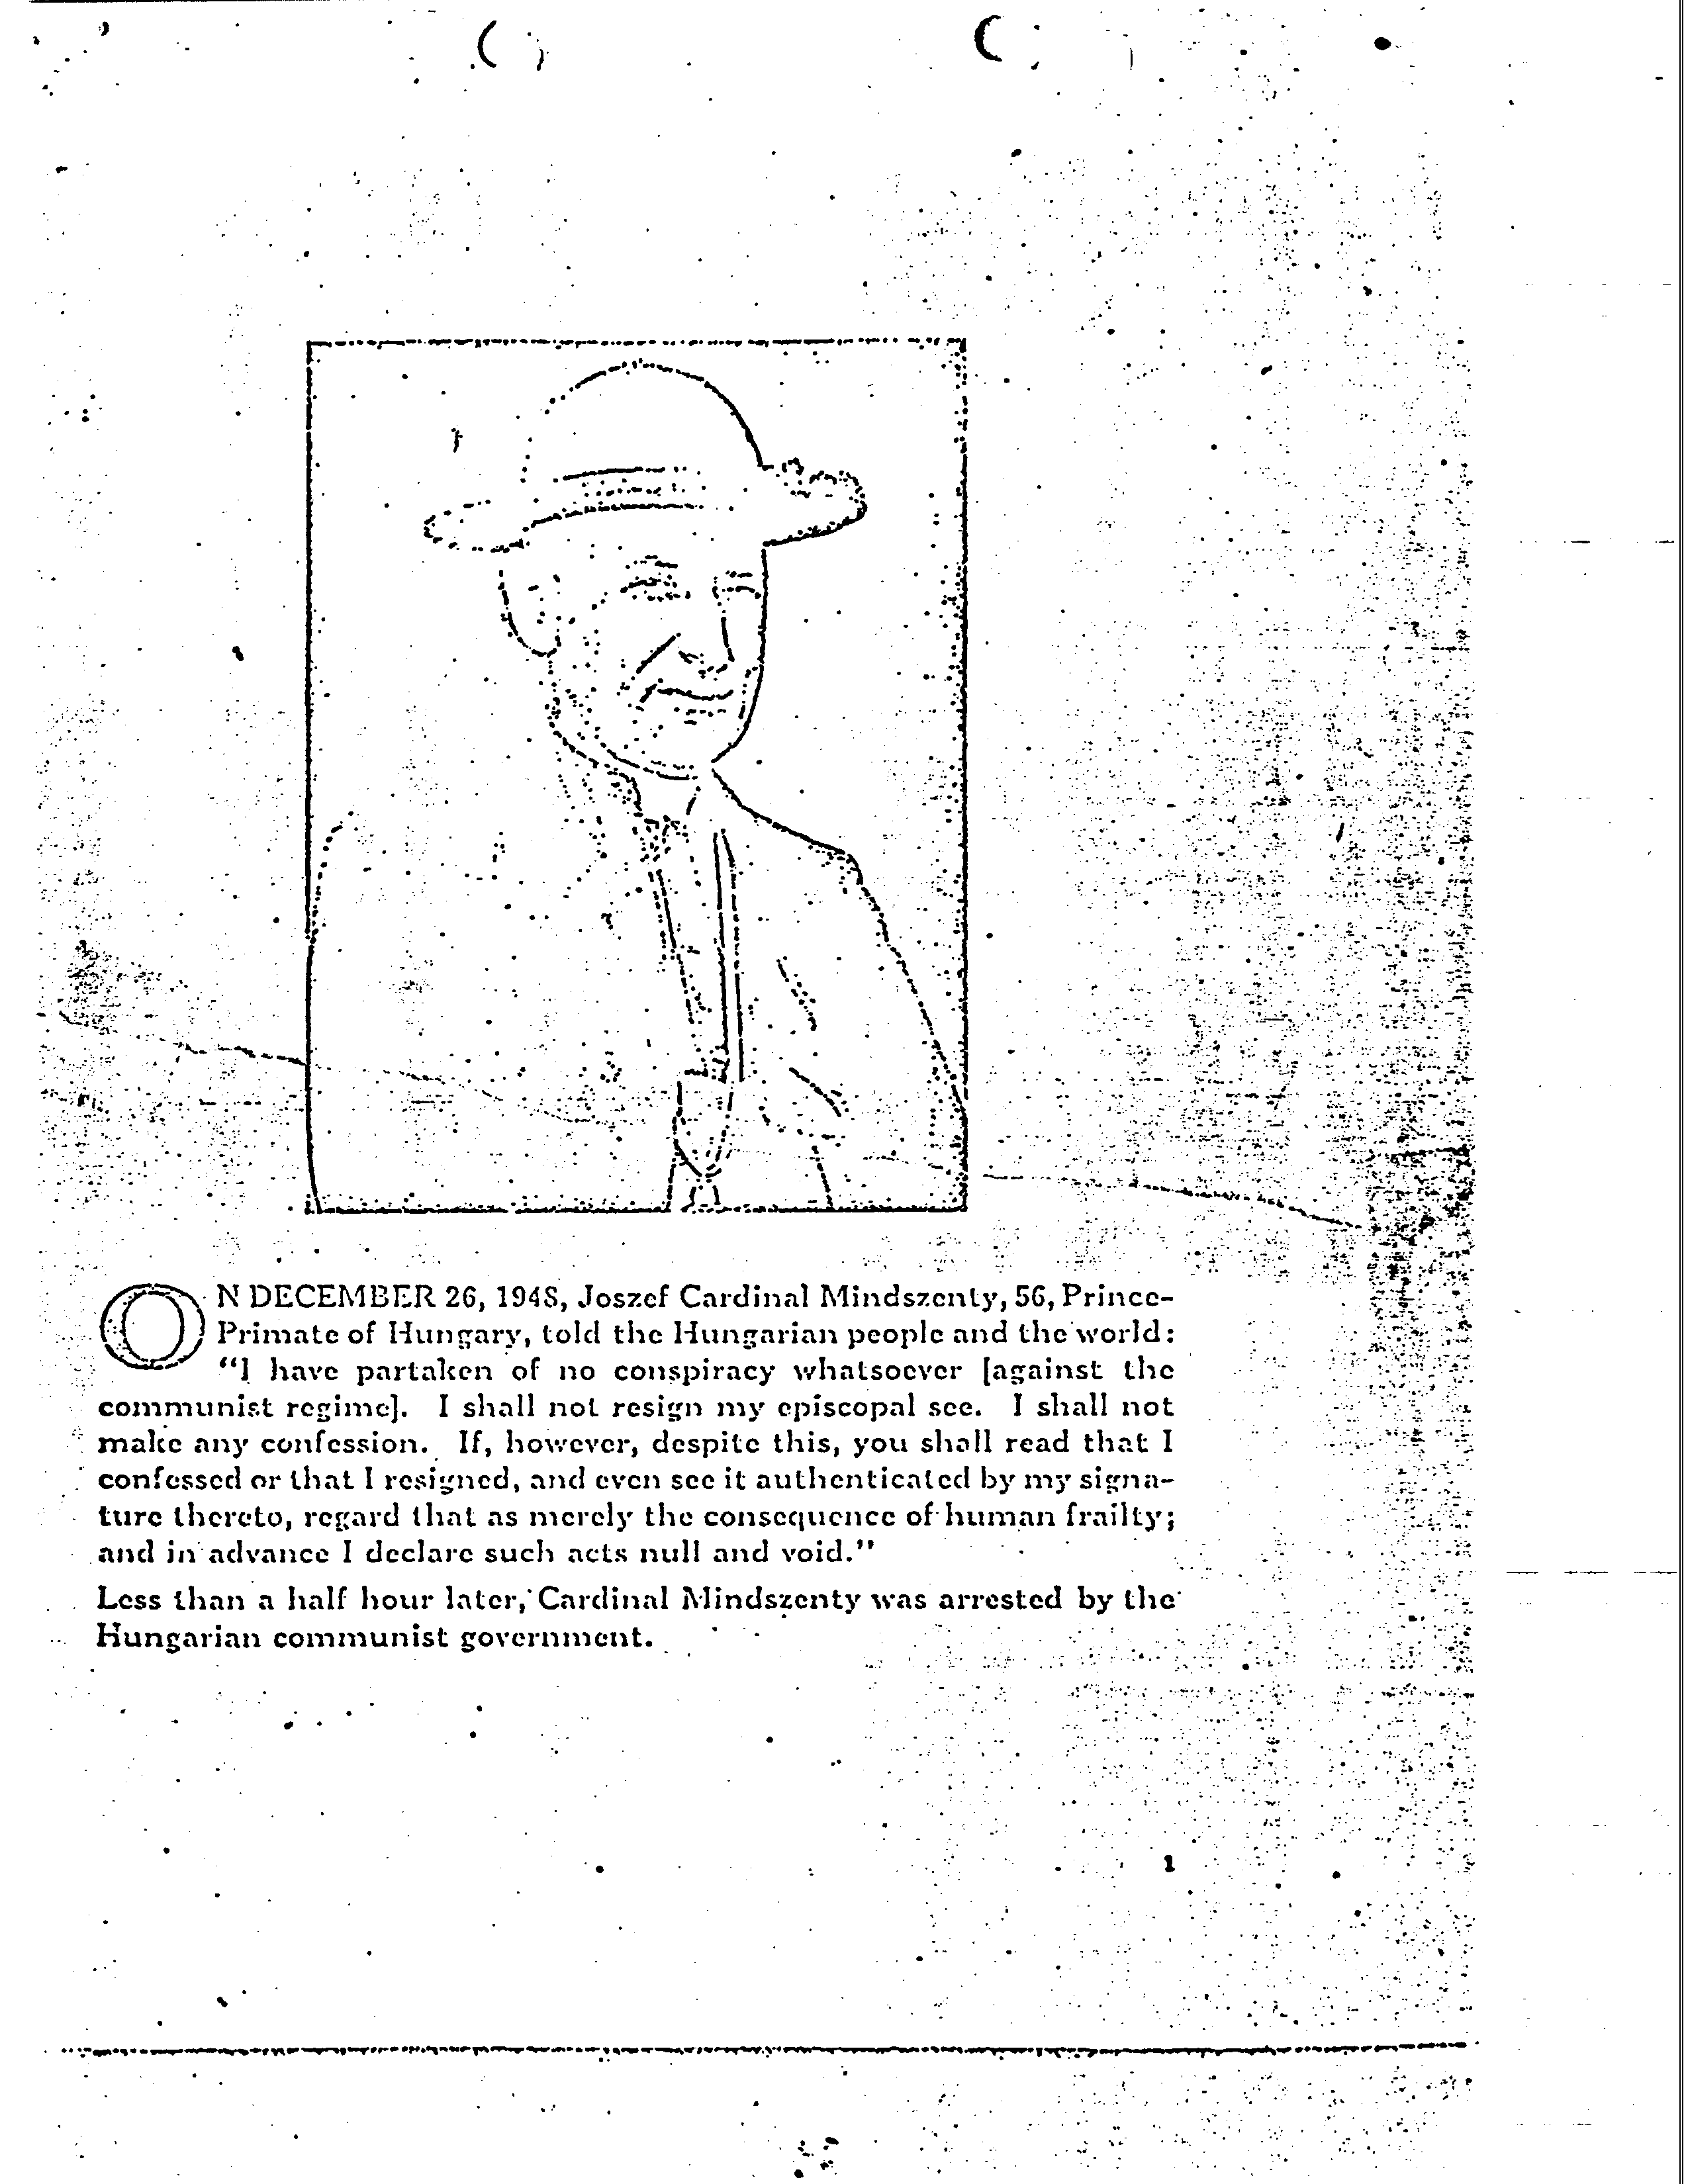 ON DECEMBER 26, 1948, Joszef Cardinal Mindszenty, 56, Prince-
Primate of Hungary, told the Hungarian people and the world:
"I have partaken of no conspiracy whatsoever [against the
communist regime]. I shall not resign my episcopal see. I shall not
make any confession. If, however, despite this, you shall read that I
confessed or that I resigned, and even see it authenticated by my signa-
ture thereto, regard that as merely the consequence of human frailty;
and in advance I declare such acts null and void."
Less than a half hour later, Cardinal Mindszenty was arrested by the
Hungarian communist government.
1